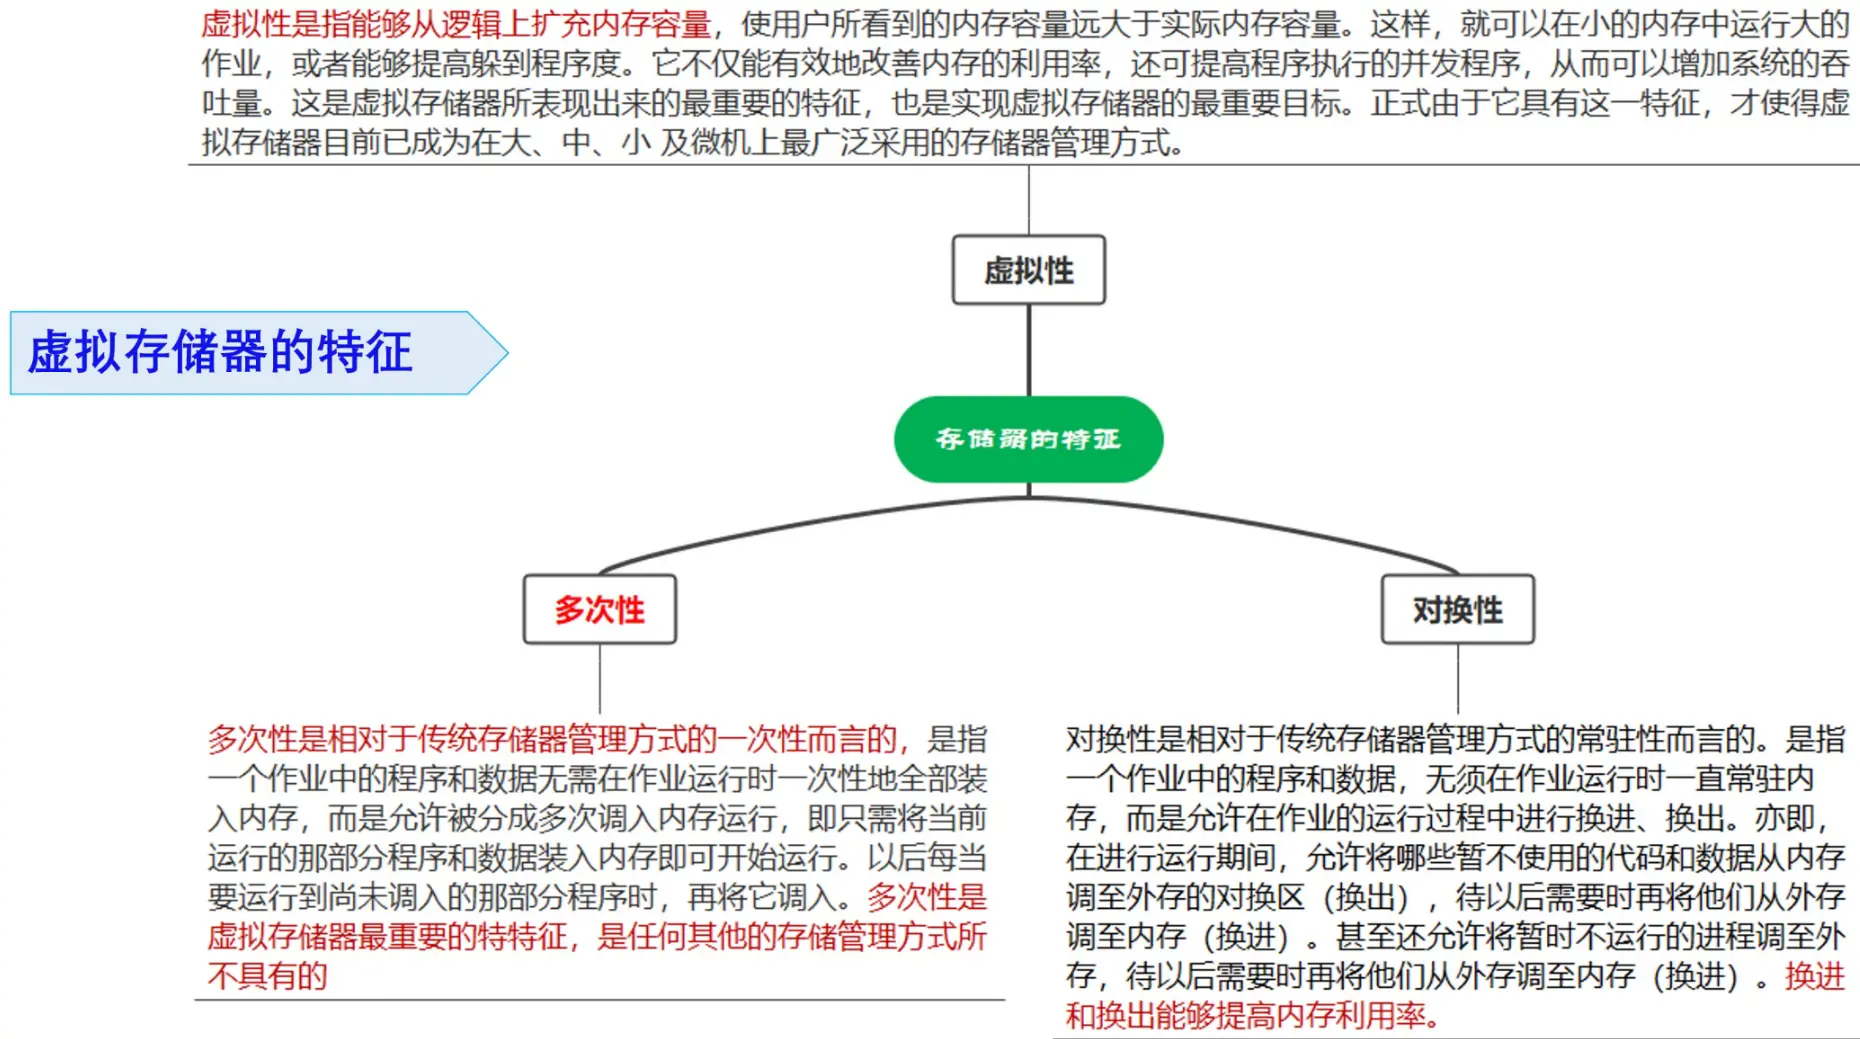 虚拟性是指能够从逻辑上扩充内存容量，使用户所看到的内存容量远大于实际内存容量。这样，就可以在小的内存中运行大的
作业，或者能够提高躲到程序度。它不仅能有效地改善内存的利用率，还可提高程序执行的并发程序，从而可以增加系统的吞
吐量。这是虚拟存储器所表现出来的最重要的特征，也是实现虚拟存储器的最重要目标。正式由于它具有这一特征，才使得虚
拟存储器目前已成为在大、中、小 及微机上最广泛采用的存储器管理方式。
虚拟性
虚拟存储器的特征
存储器的特征
多次性
对换性
多次性是相对于传统存储器管理方式的一次性而言的，是指
一个作业中的程序和数据无需在作业运行时一次性地全部装
入内存，而是允许被分成多次调入内存运行，即只需将当前
运行的那部分程序和数据装入内存即可开始运行。以后每当
要运行到尚未调入的那部分程序时，再将它调入。多次性是
虚拟存储器最重要的特特征，是任何其他的存储管理方式所
不具有的
对换性是相对于传统存储器管理方式的常驻性而言的。是指
一个作业中的程序和数据，无须在作业运行时一直常驻内
存，而是允许在作业的运行过程中进行换进、换出。亦即，
在进行运行期间，允许将哪些暂不使用的代码和数据从内存
调至外存的对换区（换出），待以后需要时再将他们从外存
调至内存（换进）。甚至还允许将暂时不运行的进程调至外
存，待以后需要时再将他们从外存调至内存（换进）。换进
和换出能够提高内存利用率。